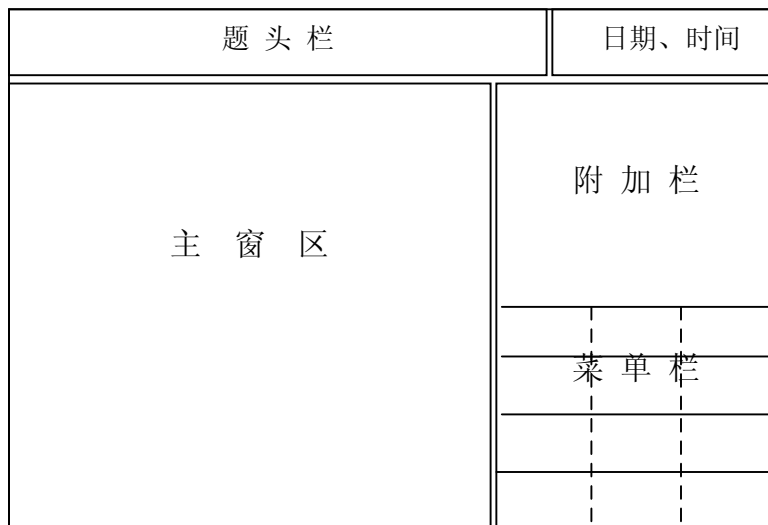 题 头 栏
日期、时间
附 加 栏
主 窗 区
菜 单 栏